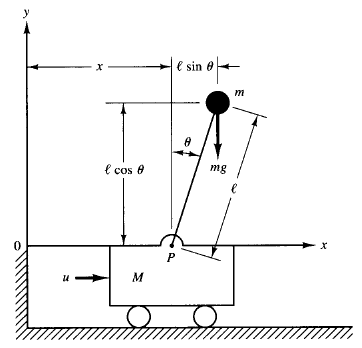 y
x
ℓ sin θ
m
θ
mg
ℓ cos θ
ℓ
0
x
P
u
M